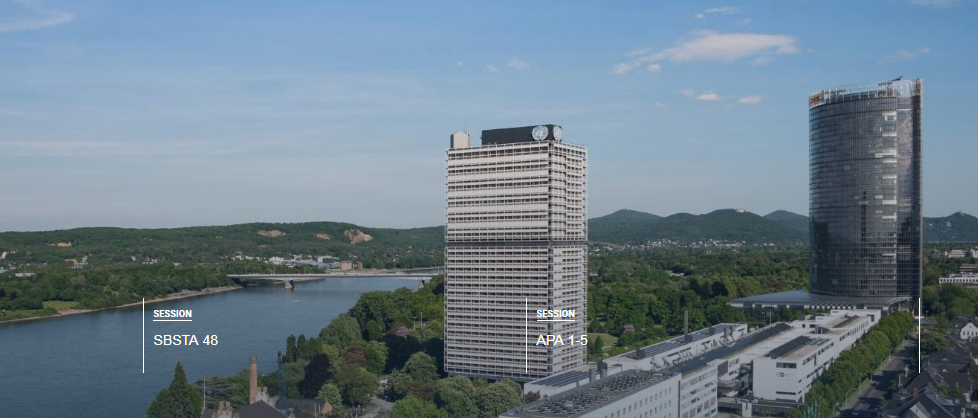 SESSION
SBSTA 48
SESSION
APA 1-5